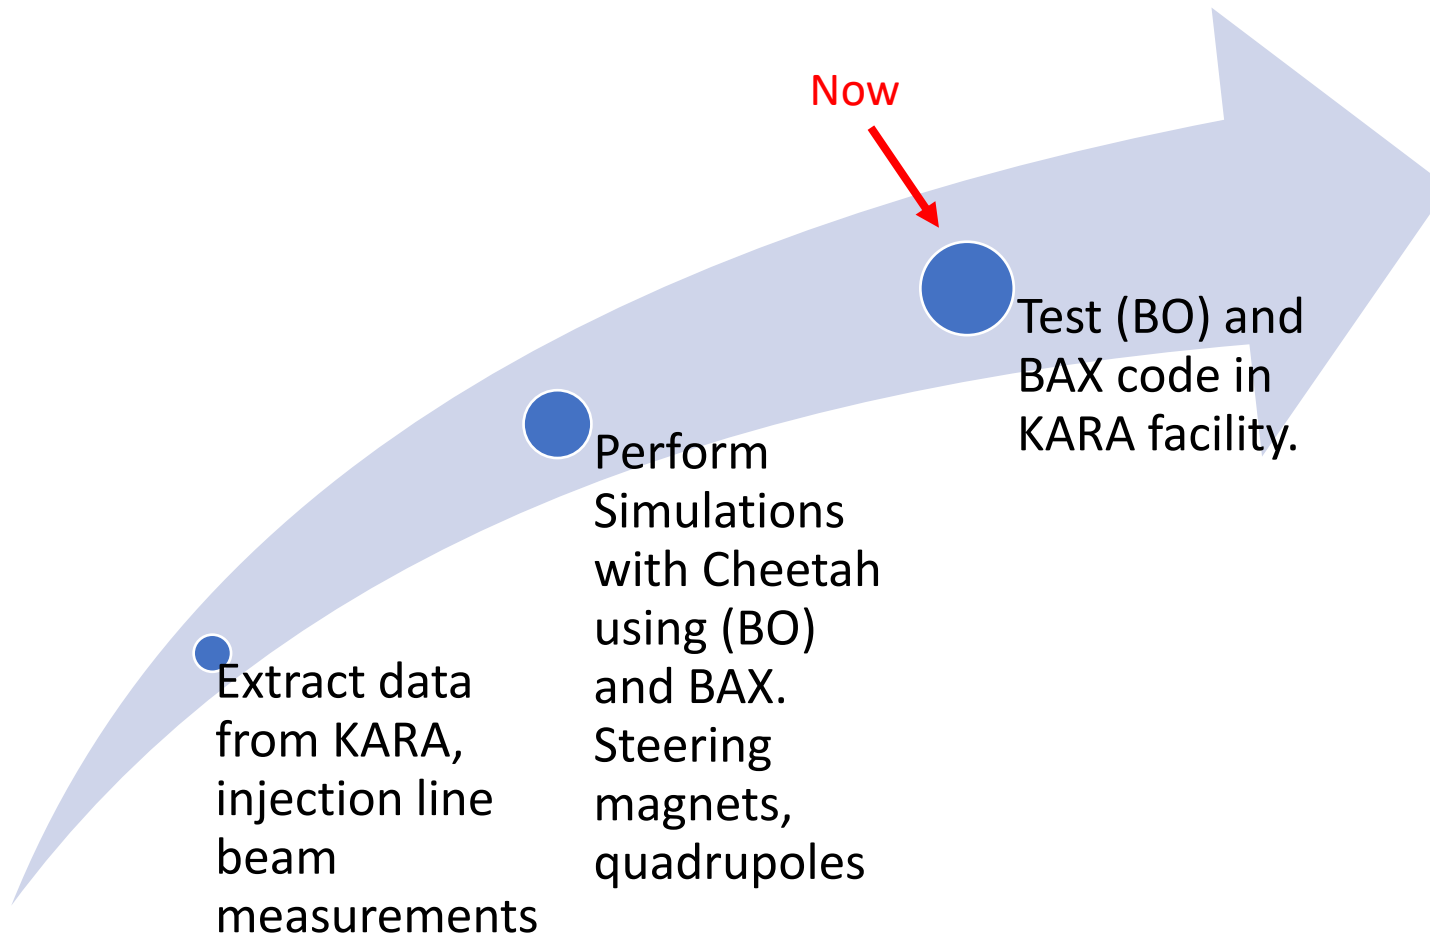 Now
Test (BO) and
BAX code in
KARA facility.
Perform
Simulations
with Cheetah
using (BO)
and BAX.
Steering
magnets,
quadrupoles
Extract data
from KARA,
injection line
beam
measurements